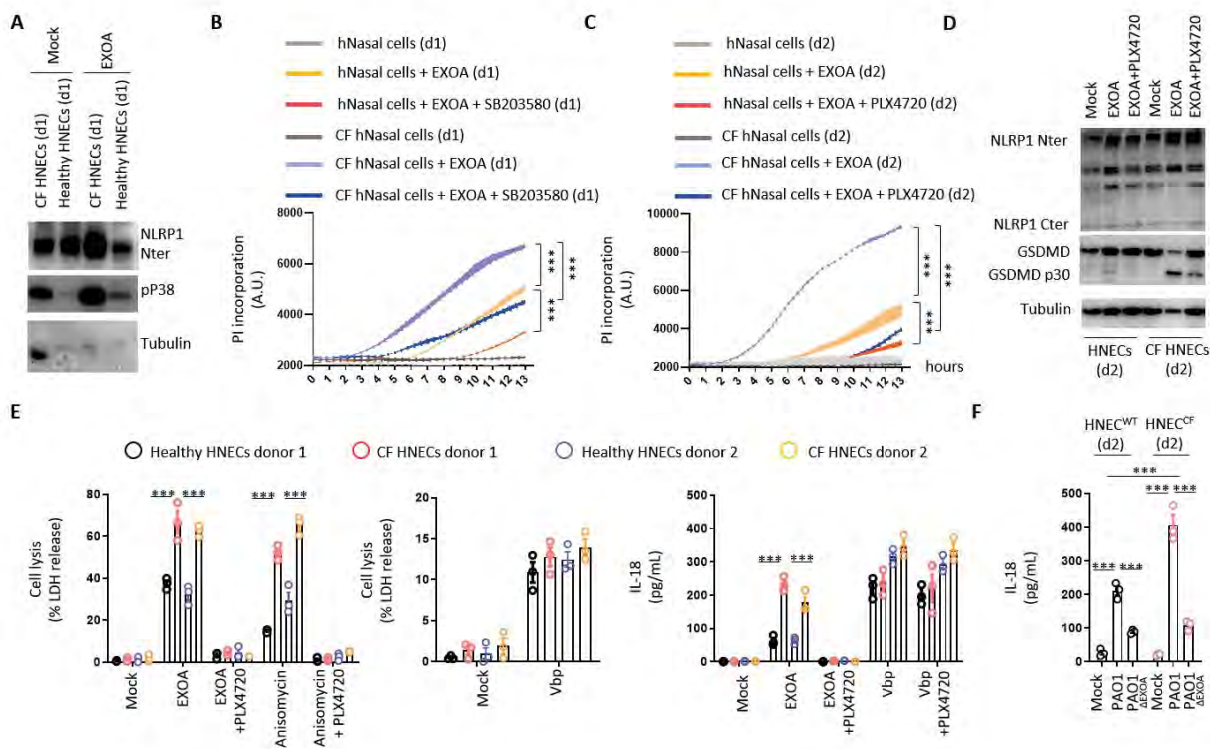 A
Mock
EXOA
CF HNECs (d1)
Healthy HNECs (d1)
CF HNECs (d1)
Healthy HNECs (d1)
NLRP1
Nter
pP38
Tubulin
B
hNasal cells (d1)
hNasal cells + EXOA (d1)
hNasal cells + EXOA + SB203580 (d1)
CF hNasal cells (d1)
CF hNasal cells + EXOA (d1)
CF hNasal cells + EXOA + SB203580 (d1)
PI incorporation
(A.U.)
8000
6000
4000
2000
0 1 2 3 4 5 6 7 8 9 10 11 12 13
***
***
***
C
hNasal cells (d2)
hNasal cells + EXOA (d2)
hNasal cells + EXOA + PLX4720 (d2)
CF hNasal cells (d2)
CF hNasal cells + EXOA (d2)
CF hNasal cells + EXOA + PLX4720 (d2)
PI incorporation
(A.U.)
10000
8000
6000
4000
2000
0 1 2 3 4 5 6 7 8 9 10 11 12 13
hours
***
***
***
D
Mock
EXOA
EXOA+PLX4720
Mock
EXOA
EXOA+PLX4720
NLRP1 Nter
NLRP1 Cter
GSDMD
GSDMD p30
Tubulin
HNECs
(d2)
CF HNECs
(d2)
E
Healthy HNECs donor 1
CF HNECs donor 1
Healthy HNECs donor 2
CF HNECs donor 2
Cell lysis
(% LDH release)
80
60
40
20
0
*** ***
*** ***
Mock
EXOA
EXOA
+PLX4720
Anisomycin
Anisomycin
+ PLX4720
Cell lysis
(% LDH release)
15
10
5
0
Mock
Vbp
IL-18
(pg/mL)
500
400
300
200
100
0
*** ***
Mock
EXOA
EXOA
+PLX4720
Vbp
Vbp
+PLX4720
F
HNECWT
(d2)
HNECCF
(d2)
***
*** ***
*** ***
IL-18
(pg/mL)
500
400
300
200
100
0
Mock
PAO1
PAO1
ΔEXOA
Mock
PAO1
PAO1
ΔEXOA